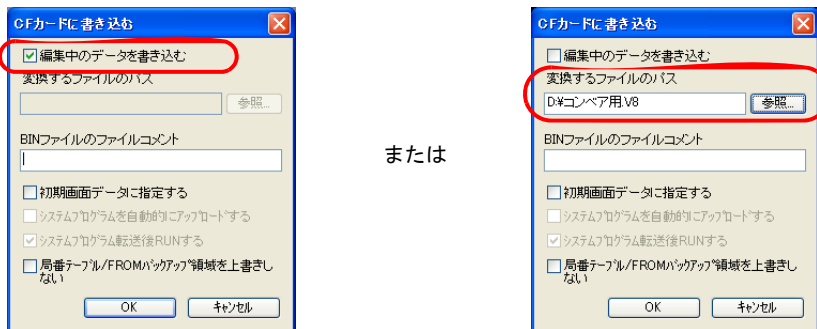 CFカードに書き込む
編集中のデータを書き込む
変換するファイルのパス
参照...
BINファイルのファイルコメント
初期画面データに指定する
システムプログラムを自動的にアップロードする
システムプログラム転送後RUNする
局番テーブル/FROMバックアップ領域を上書きし
ない
OK
キャンセル
または
CFカードに書き込む
編集中のデータを書き込む
変換するファイルのパス
D:¥コンベア用.V8
参照...
BINファイルのファイルコメント
初期画面データに指定する
システムプログラムを自動的にアップロードする
システムプログラム転送後RUNする
局番テーブル/FROMバックアップ領域を上書きし
ない
OK
キャンセル